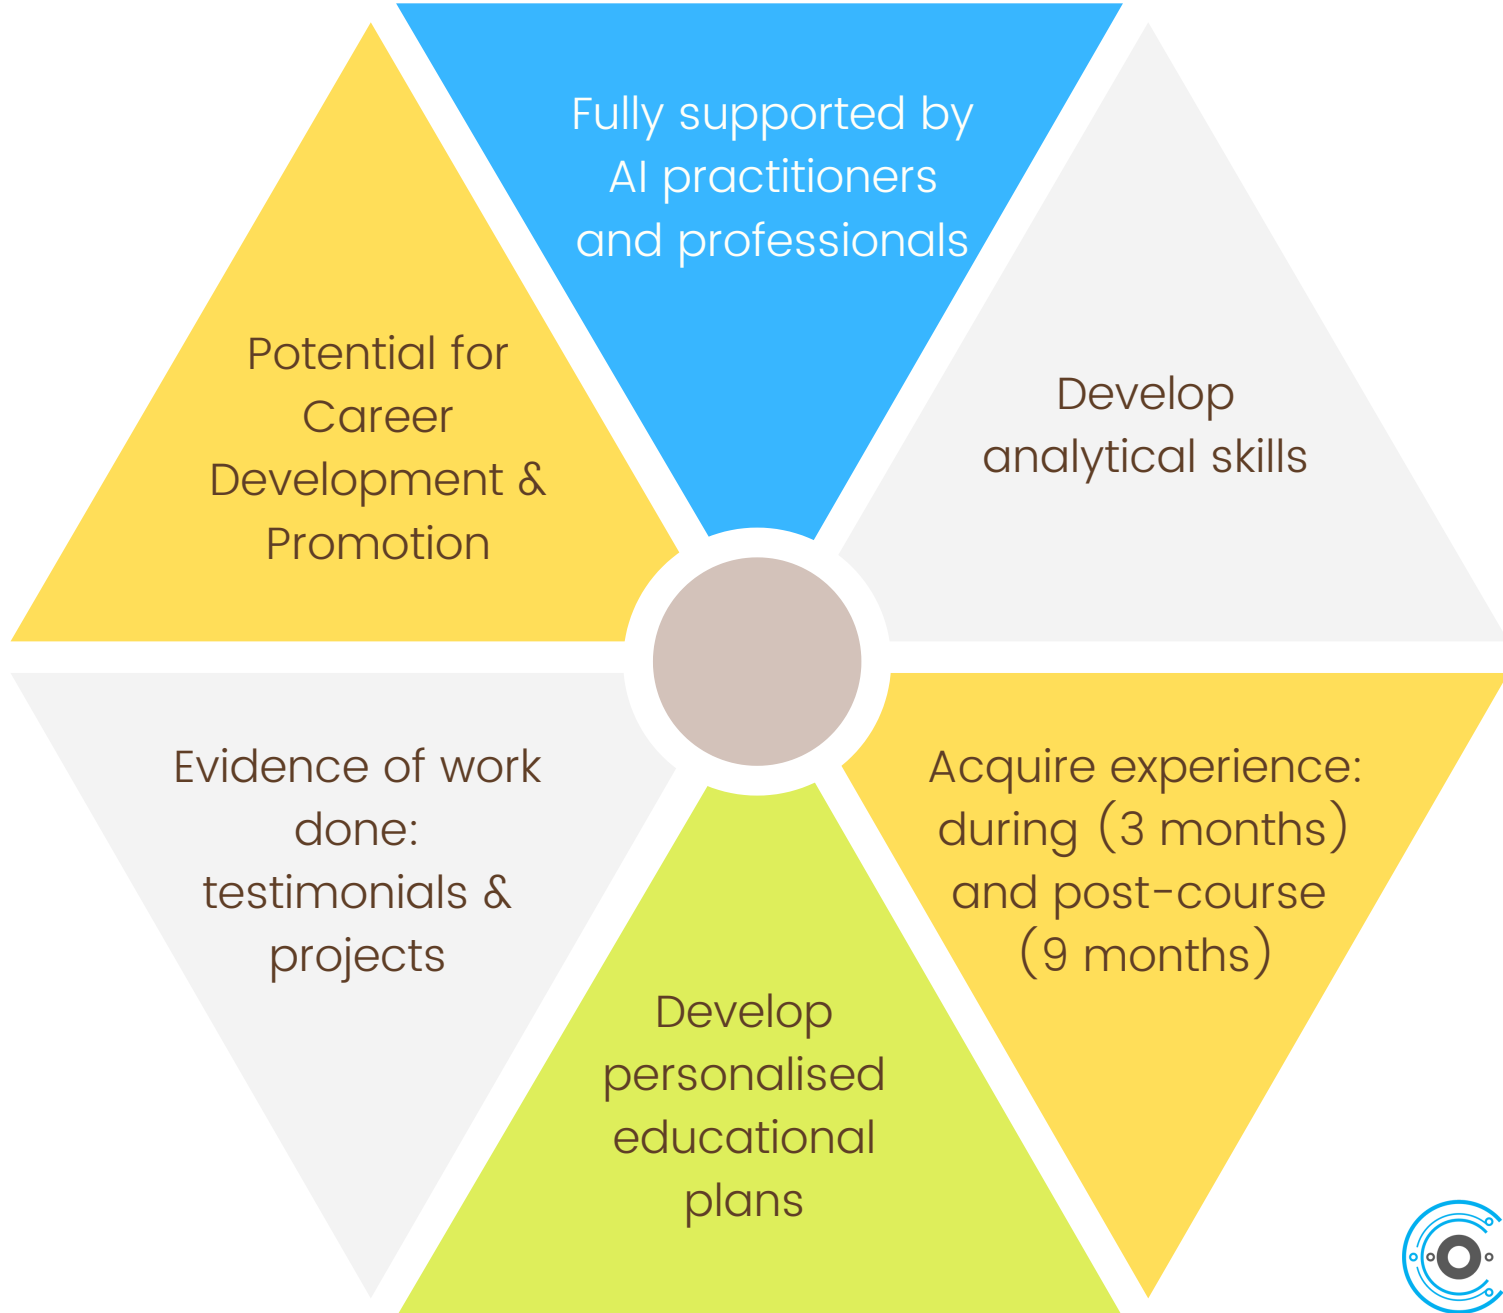 Fully supported by
AI practitioners
and professionals
Develop
analytical skills
Acquire experience:
during (3 months)
and post-course
(9 months)
Develop
personalised
educational
plans
Evidence of work
done:
testimonials &
projects
Potential for
Career
Development &
Promotion